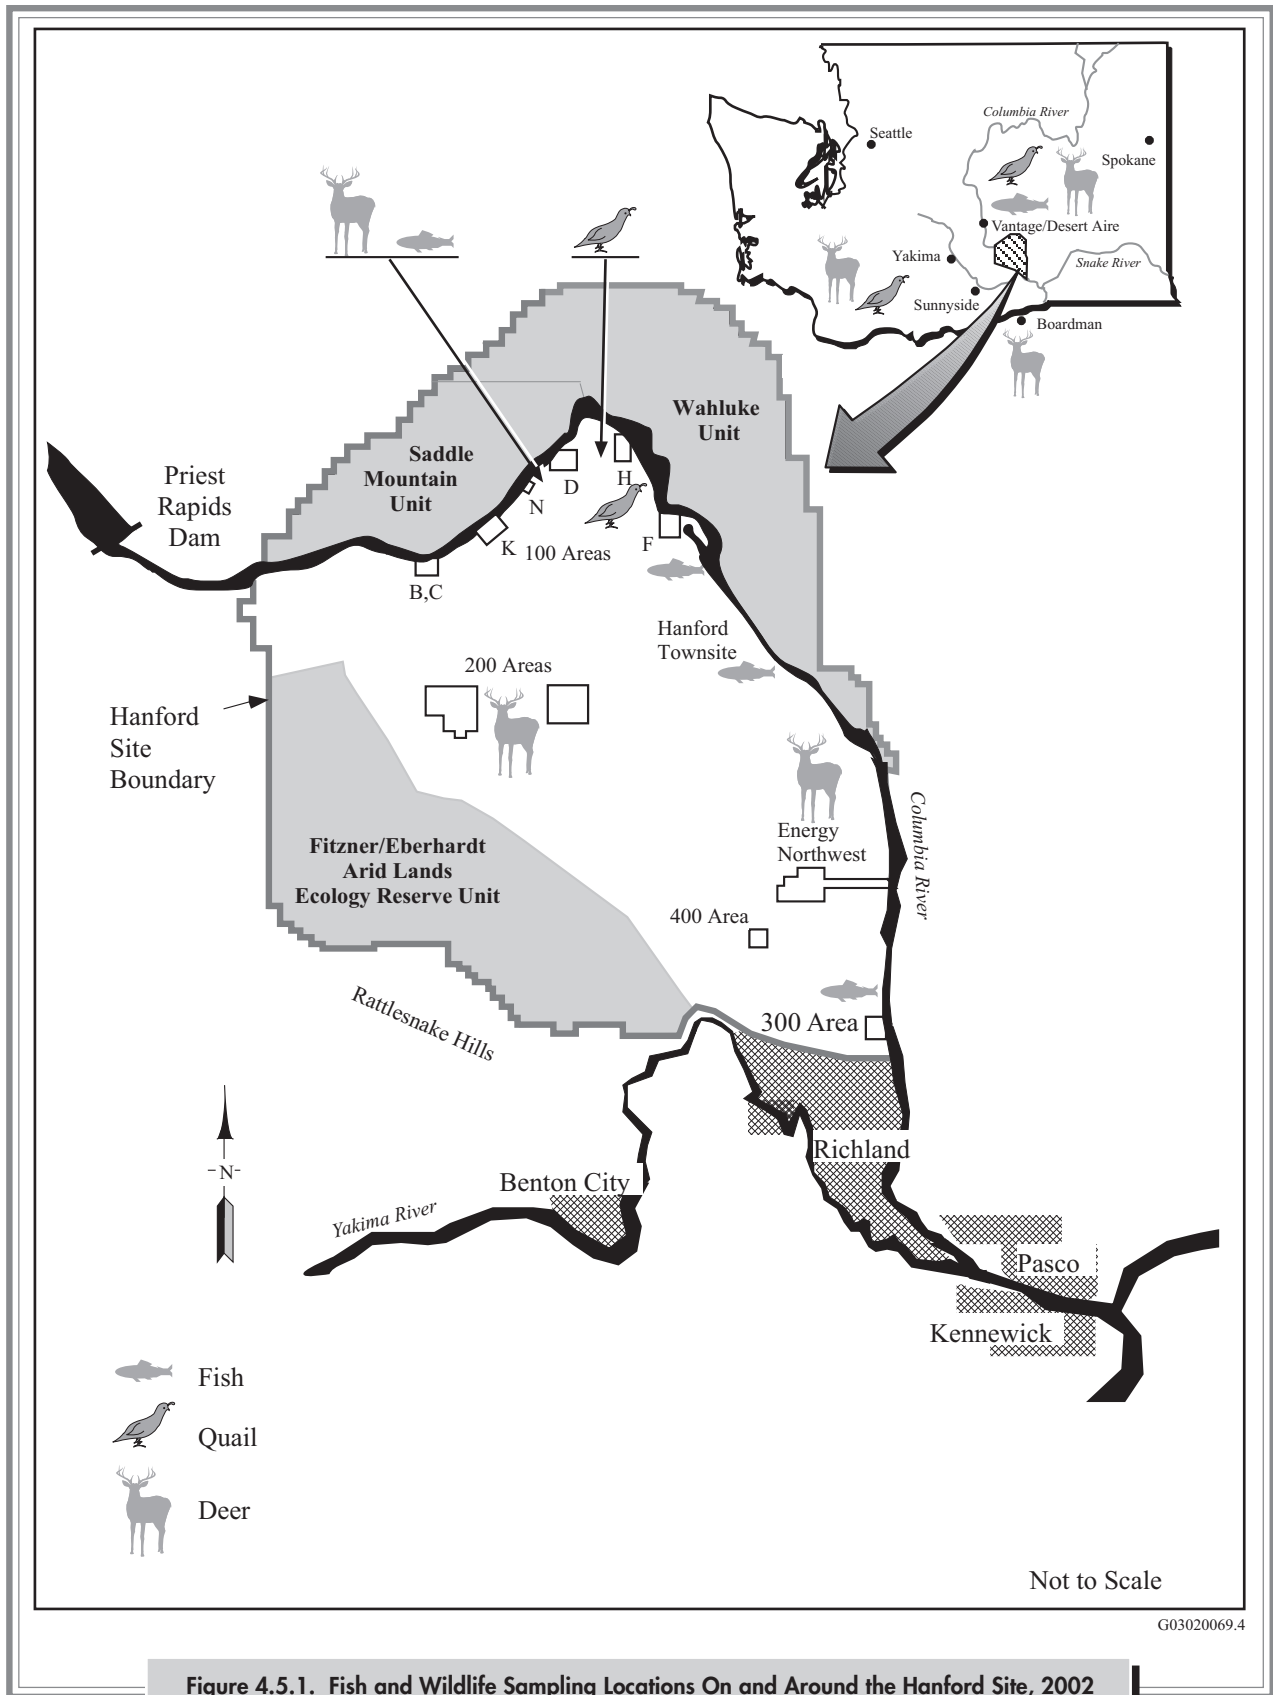 Columbia River
Seattle
Spokane
Vantage/Desert Aire
Yakima
Snake River
Sunnyside
Boardman
Wahluke
Unit
Saddle
Mountain
Unit
Priest
Rapids
Dam
D
H
N
K
100 Areas
F
B,C
Hanford
Townsite
200 Areas
Hanford
Site
Boundary
Columbia River
Energy
Northwest
Fitzner/Eberhardt
Arid Lands
Ecology Reserve Unit
400 Area
Rattlesnake Hills
300 Area
Richland
-N-
Benton City
Yakima River
Pasco
Kennewick
Fish
Quail
Deer
Not to Scale
G03020069.4
Figure 4.5.1. Fish and Wildlife Sampling Locations On and Around the Hanford Site, 2002